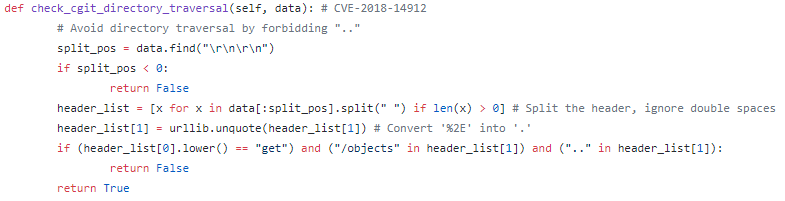 def check_cgit_directory_traversal(self, data): # CVE-2018-14912
# Avoid directory traversal by forbidding ".."
split_pos = data.find("\r\n\r\n")
if split_pos < 0:
return False
header_list = [x for x in data[:split_pos].split(" ") if len(x) > 0] # Split the header, ignore double spaces
header_list[1] = urllib.unquote(header_list[1]) # Convert '%2E' into '.'
if (header_list[0].lower() == "get") and ("/objects" in header_list[1]) and (".." in header_list[1]):
return False
return True